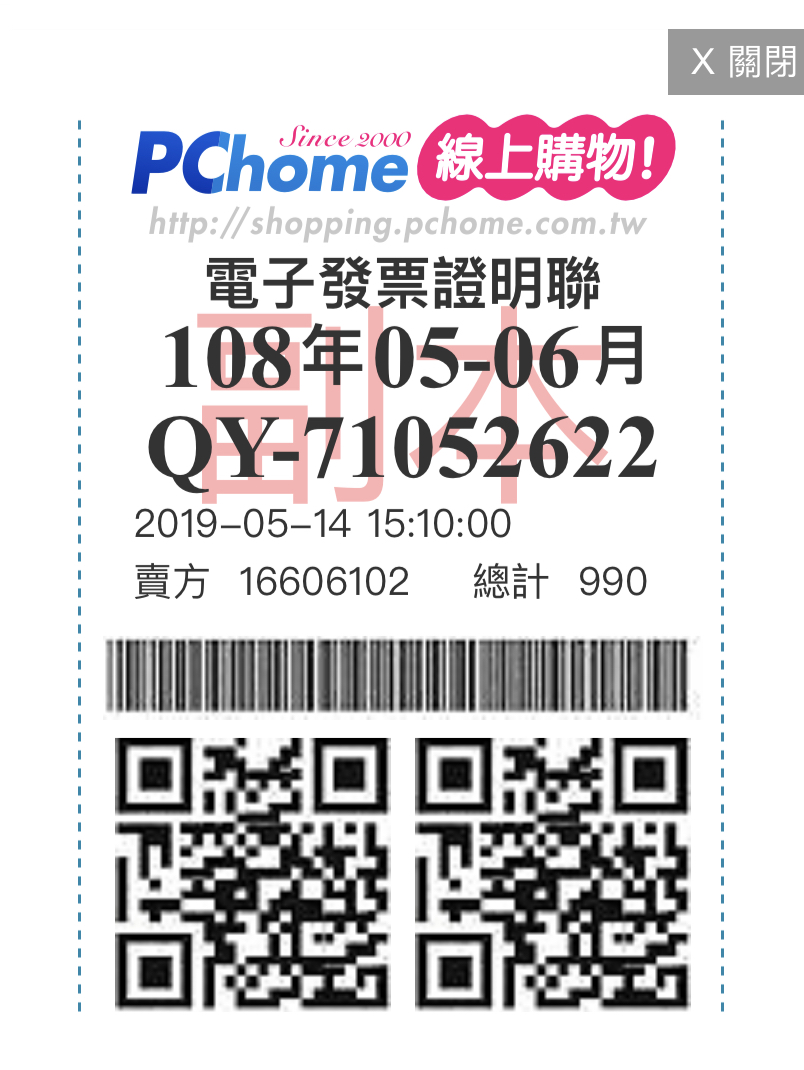 X 關閉
Since 2000
PChome 線上購物!
http://shopping.pchome.com.tw
電子發票證明聯
108年05-06月
副本
QY-71052622
2019-05-14 15:10:00
賣方 16606102 總計 990